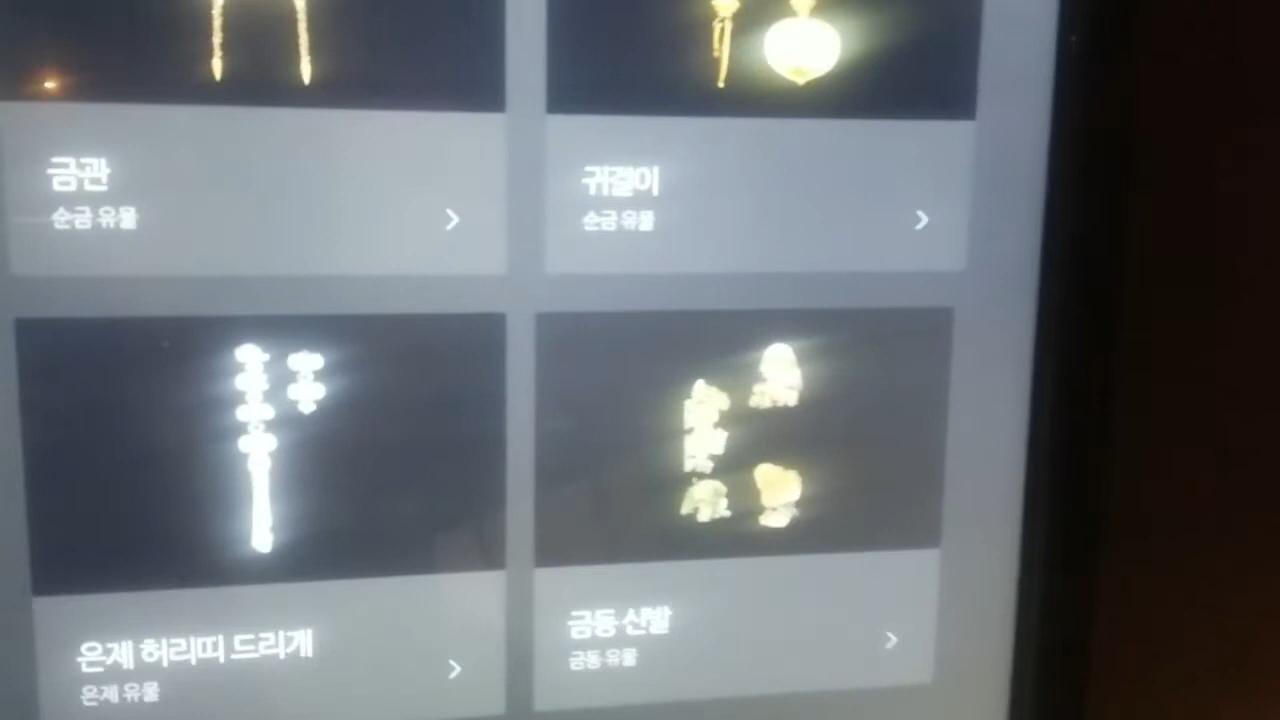 금관
순금 유물
귀걸이
순금 유물
은제 허리띠 드리개
은제 유물
금동 신발
금동 유물